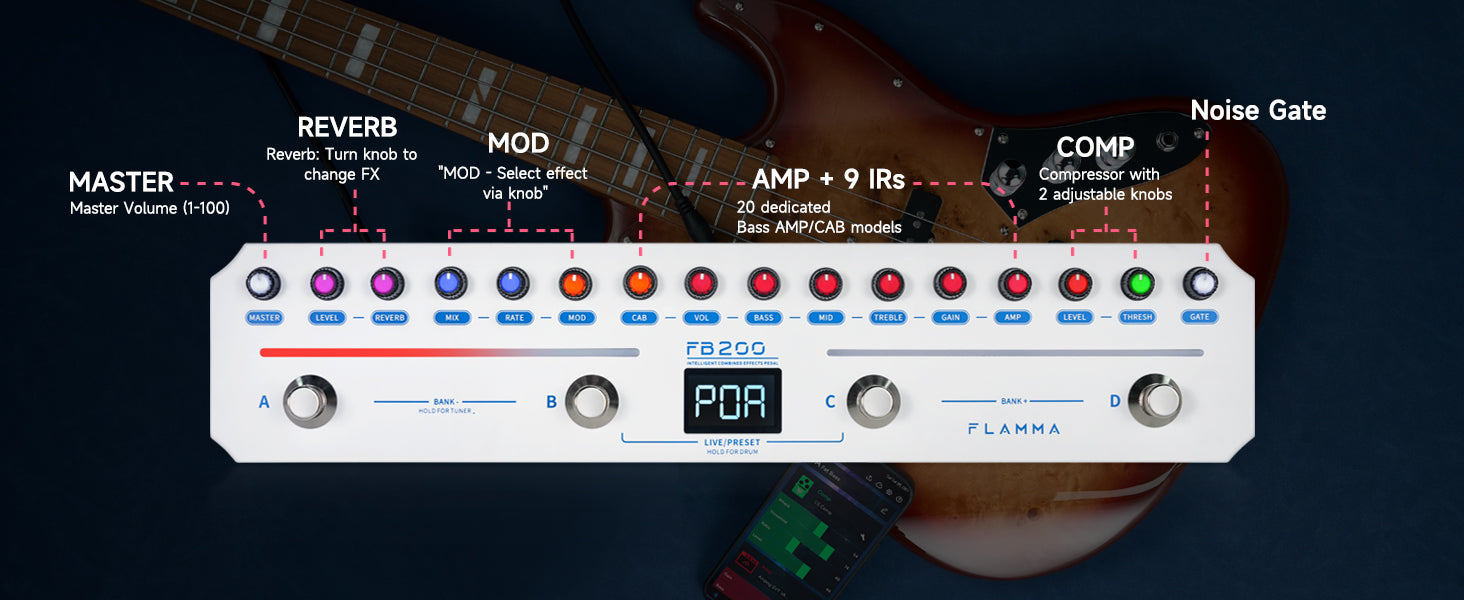 Noise Gate
REVERB
Reverb: Turn knob to
change FX
MOD
"MOD - Select effect
via knob"
COMP
Compressor with
2 adjustable knobs
MASTER
Master Volume (1-100)
AMP + 9 IRs
20 dedicated
Bass AMP/CAB models
MASTER LEVEL REVERB MIX RATE MOD CAB VOL BASS MID TREBLE GAIN AMP LEVEL THRESH GATE
FB200
INTELLIGENT COMBINED EFFECTS PEDAL
A
BANK -
HOLD FOR TUNER
B
P0A
C
BANK +
D
FLAMMA
LIVE/PRESET
HOLD FOR DRUM
Comp